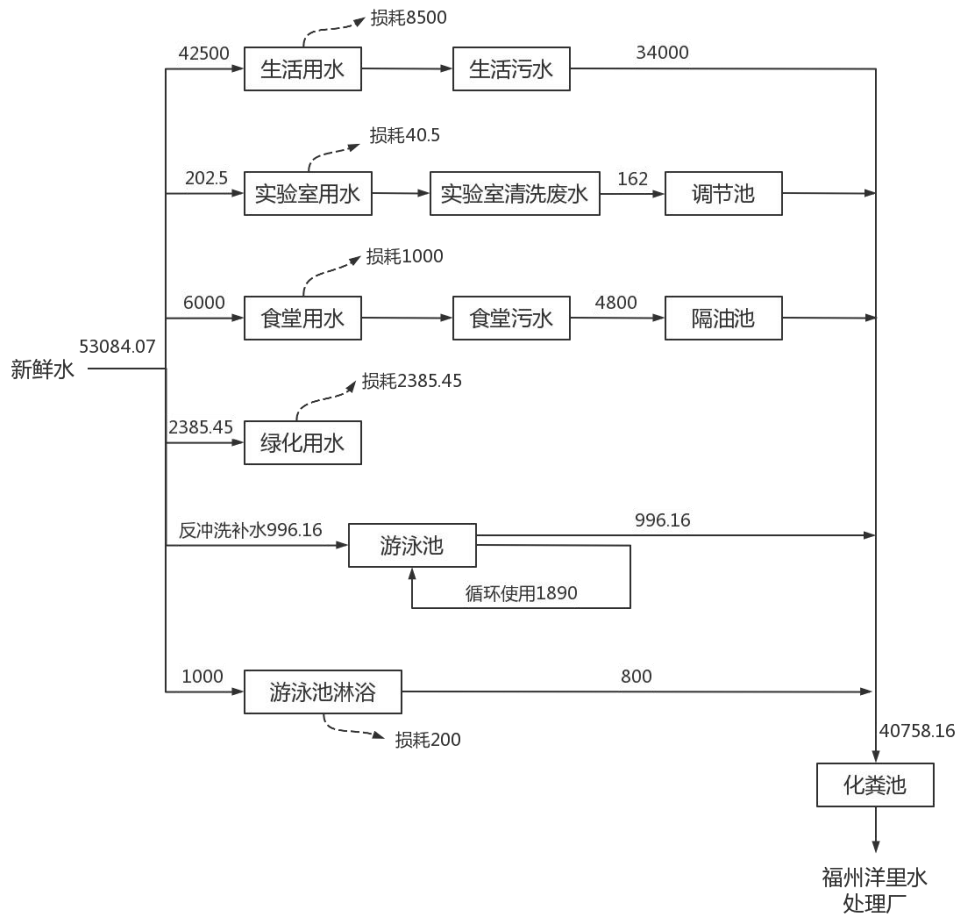 损耗8500
42500
生活用水
生活污水
34000
损耗40.5
202.5
实验室用水
实验室清洗废水
162
调节池
损耗1000
6000
食堂用水
食堂污水
4800
隔油池
53084.07
新鲜水
损耗2385.45
2385.45
绿化用水
反冲洗补水996.16
游泳池
996.16
循环使用1890
1000
游泳池淋浴
800
损耗200
40758.16
化粪池
福州洋里水
处理厂